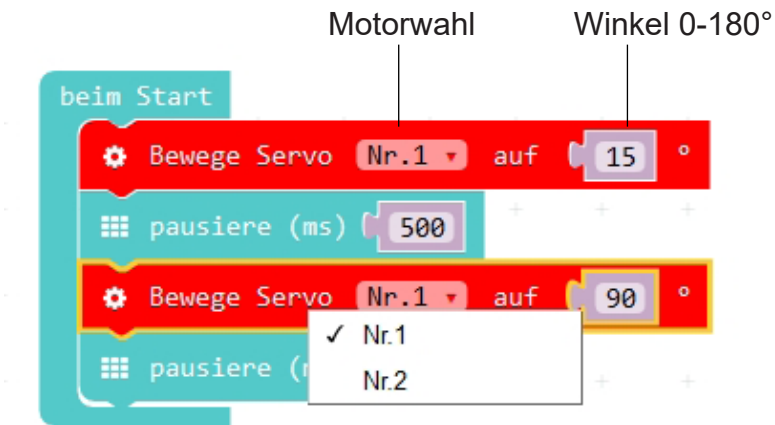 Motorwahl Winkel 0-180°
beim Start
Bewege Servo Nr.1 auf 15 °
pausiere (ms) 500
Bewege Servo Nr.1 auf 90 °
✓ Nr.1
pausiere (
Nr.2